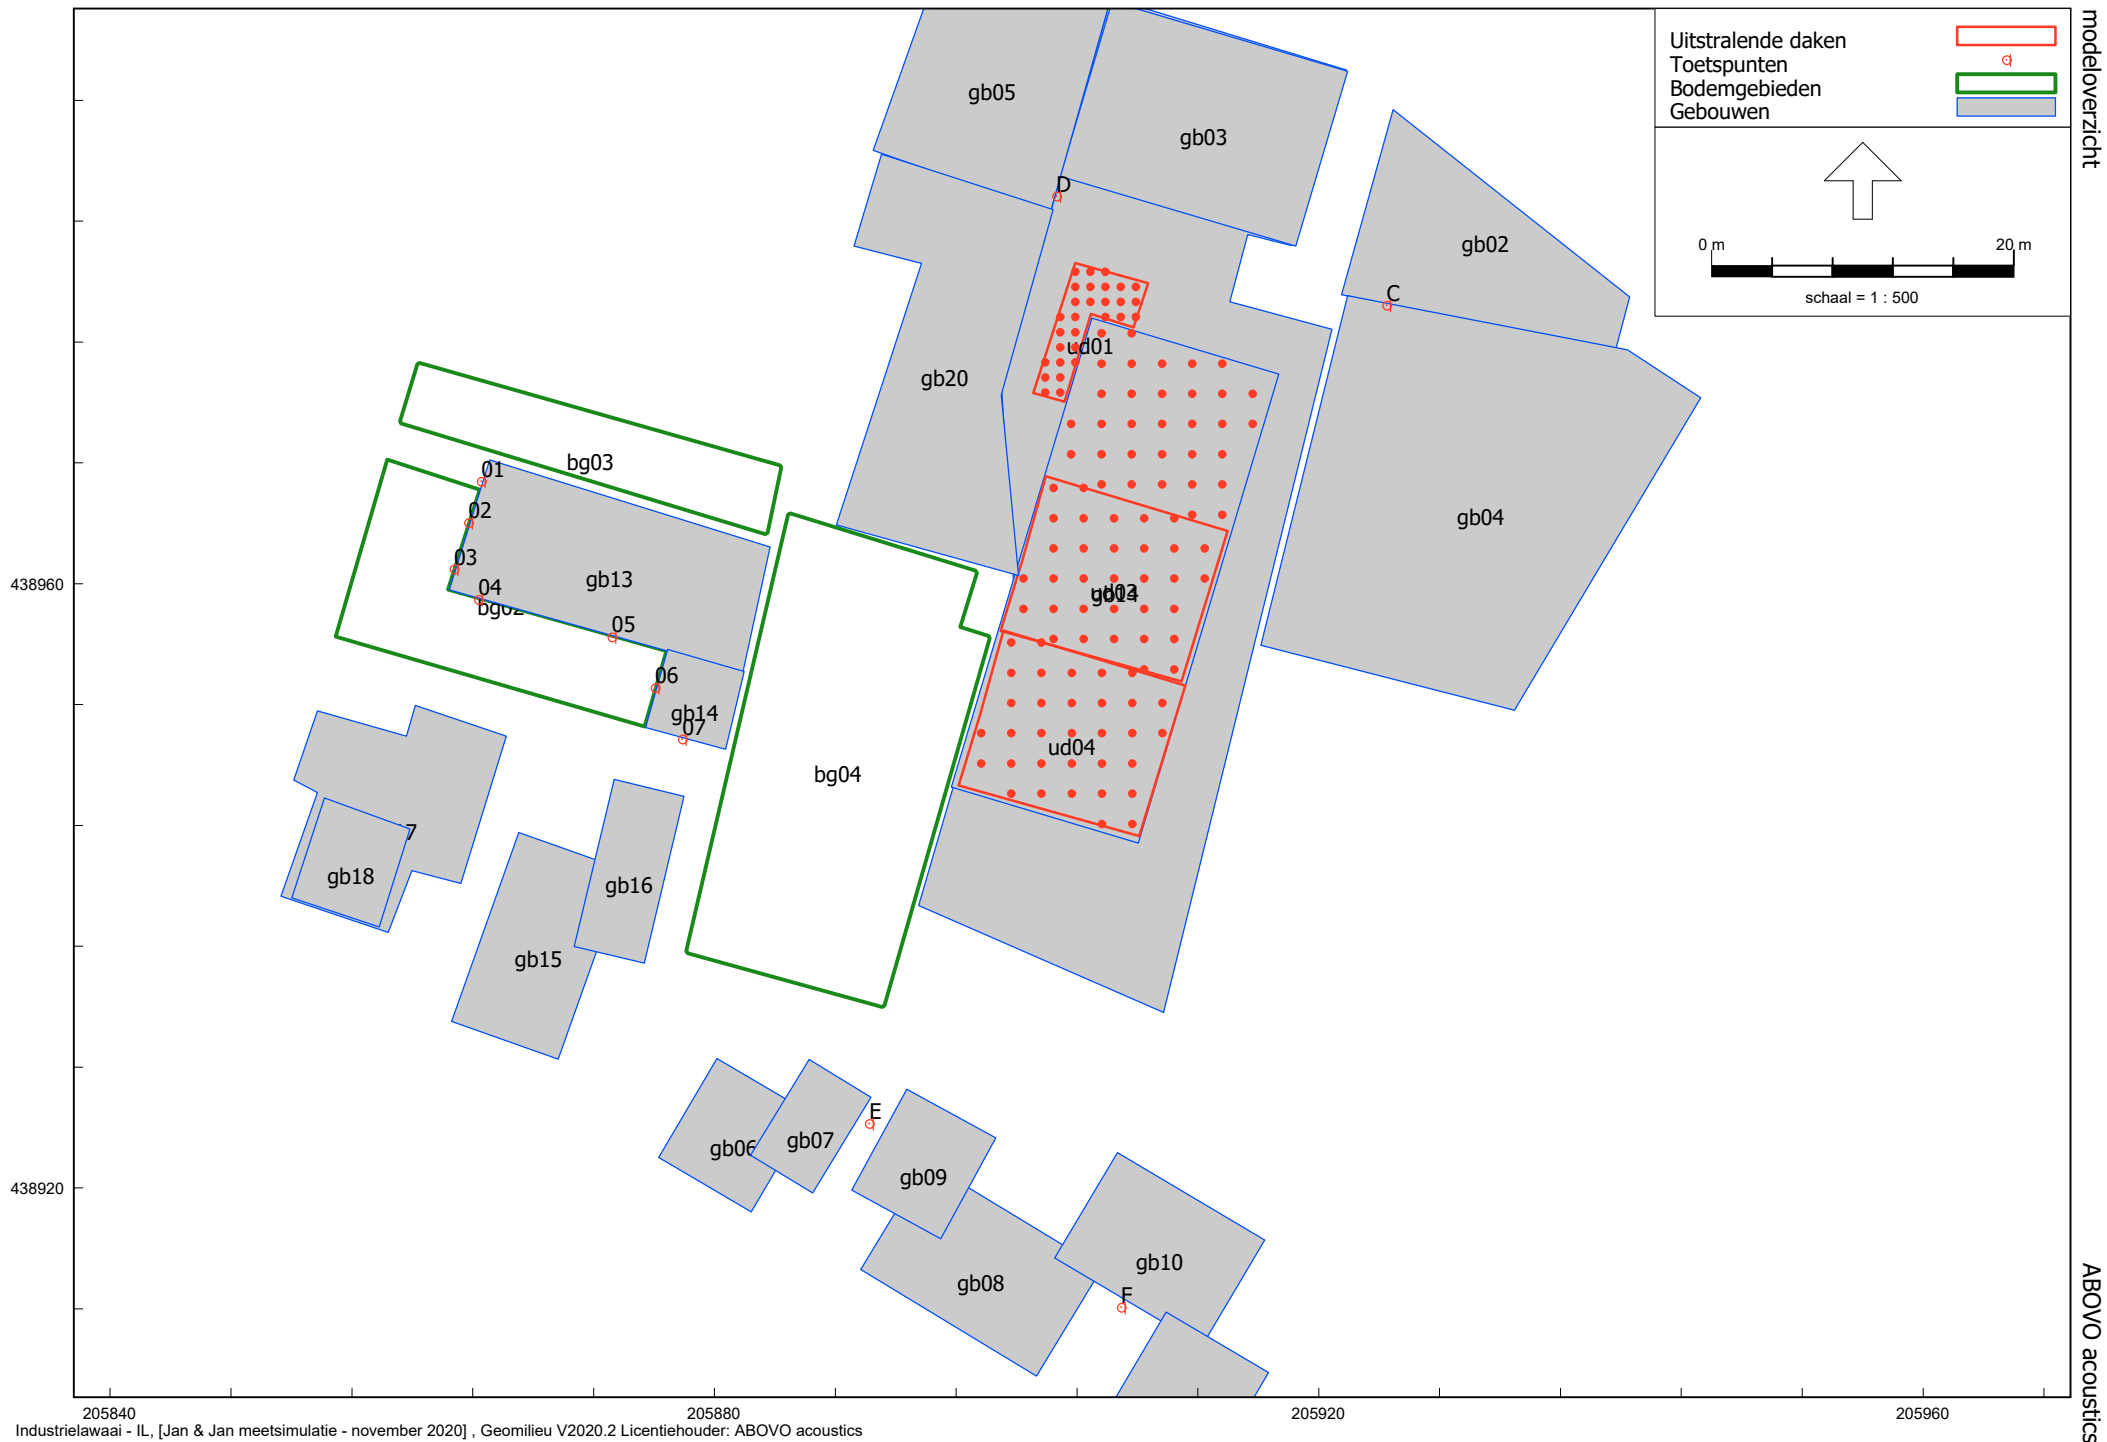 modeloverzicht
Uitstralende daken
Toetspunten
Bodemgebieden
Gebouwen
0 m 20 m
schaal = 1 : 500
gb05
gb03
D
gb02
C
ud01
gb20
bg03
01
02
gb04
03
gb13
04
bg02
05
06
gb14
07
ud04
bg04
gb18
gb16
gb15
E
gb06
gb07
gb09
gb10
gb08
F
438960
438920
205840 205880 205920 205960
Industrielawaai - IL, [Jan & Jan meetsimulatie - november 2020] , Geomilieu V2020.2 Licentiehouder: ABOVO acoustics
ABOVO acoustics